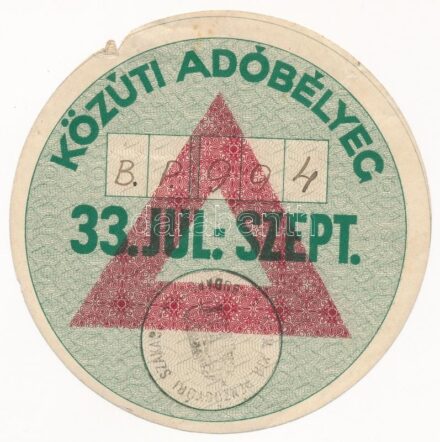 KÖZÚTI ADÓBÉLYEG
B. P. 904
33. JUL: SZEPT.